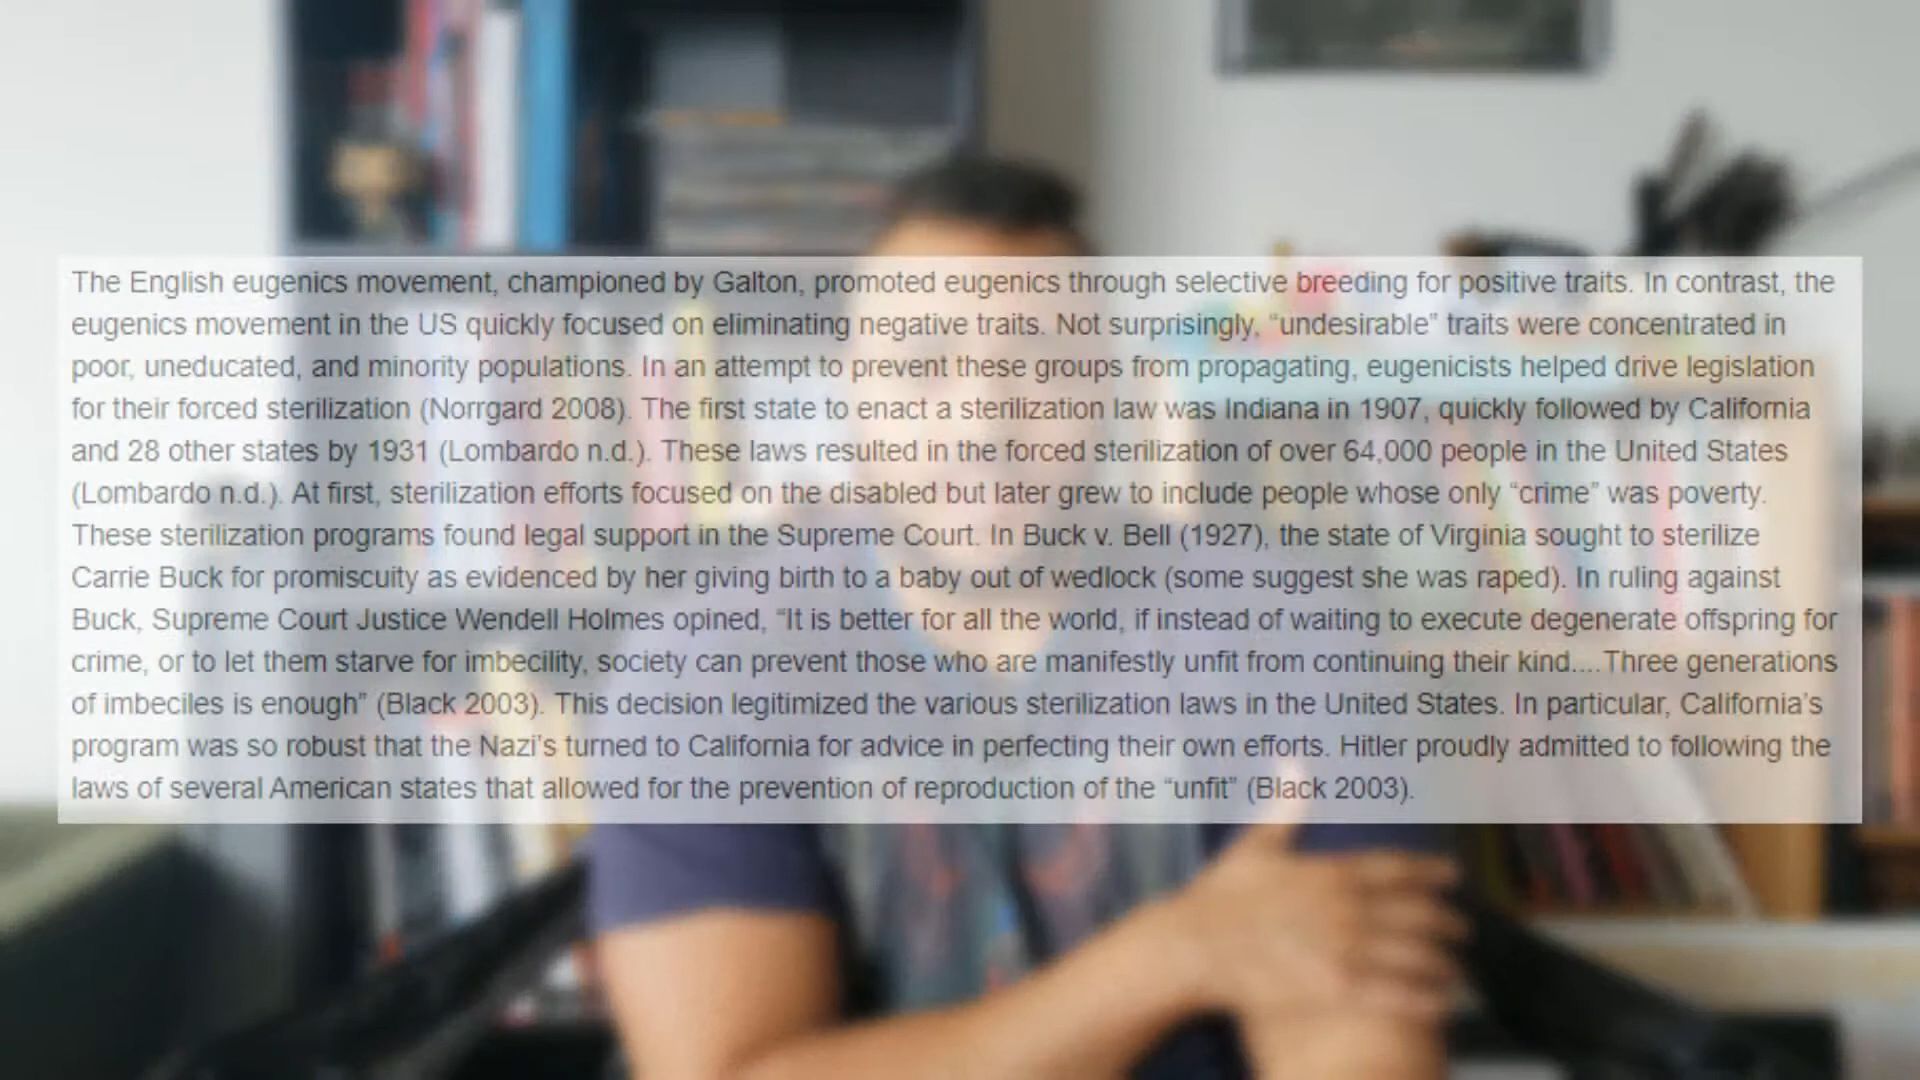 The English eugenics movement, championed by Galton, promoted eugenics through selective breeding for positive traits. In contrast, the
eugenics movement in the US quickly focused on eliminating negative traits. Not surprisingly, “undesirable” traits were concentrated in
poor, uneducated, and minority populations. In an attempt to prevent these groups from propagating, eugenicists helped drive legislation
for their forced sterilization (Norrgard 2008). The first state to enact a sterilization law was Indiana in 1907, quickly followed by California
and 28 other states by 1931 (Lombardo n.d.). These laws resulted in the forced sterilization of over 64,000 people in the United States
(Lombardo n.d.). At first, sterilization efforts focused on the disabled but later grew to include people whose only “crime” was poverty.
These sterilization programs found legal support in the Supreme Court. In Buck v. Bell (1927), the state of Virginia sought to sterilize
Carrie Buck for promiscuity as evidenced by her giving birth to a baby out of wedlock (some suggest she was raped). In ruling against
Buck, Supreme Court Justice Wendell Holmes opined, “It is better for all the world, if instead of waiting to execute degenerate offspring for
crime, or to let them starve for imbecility, society can prevent those who are manifestly unfit from continuing their kind....Three generations
of imbeciles is enough” (Black 2003). This decision legitimized the various sterilization laws in the United States. In particular, California’s
program was so robust that the Nazi’s turned to California for advice in perfecting their own efforts. Hitler proudly admitted to following the
laws of several American states that allowed for the prevention of reproduction of the “unfit” (Black 2003).